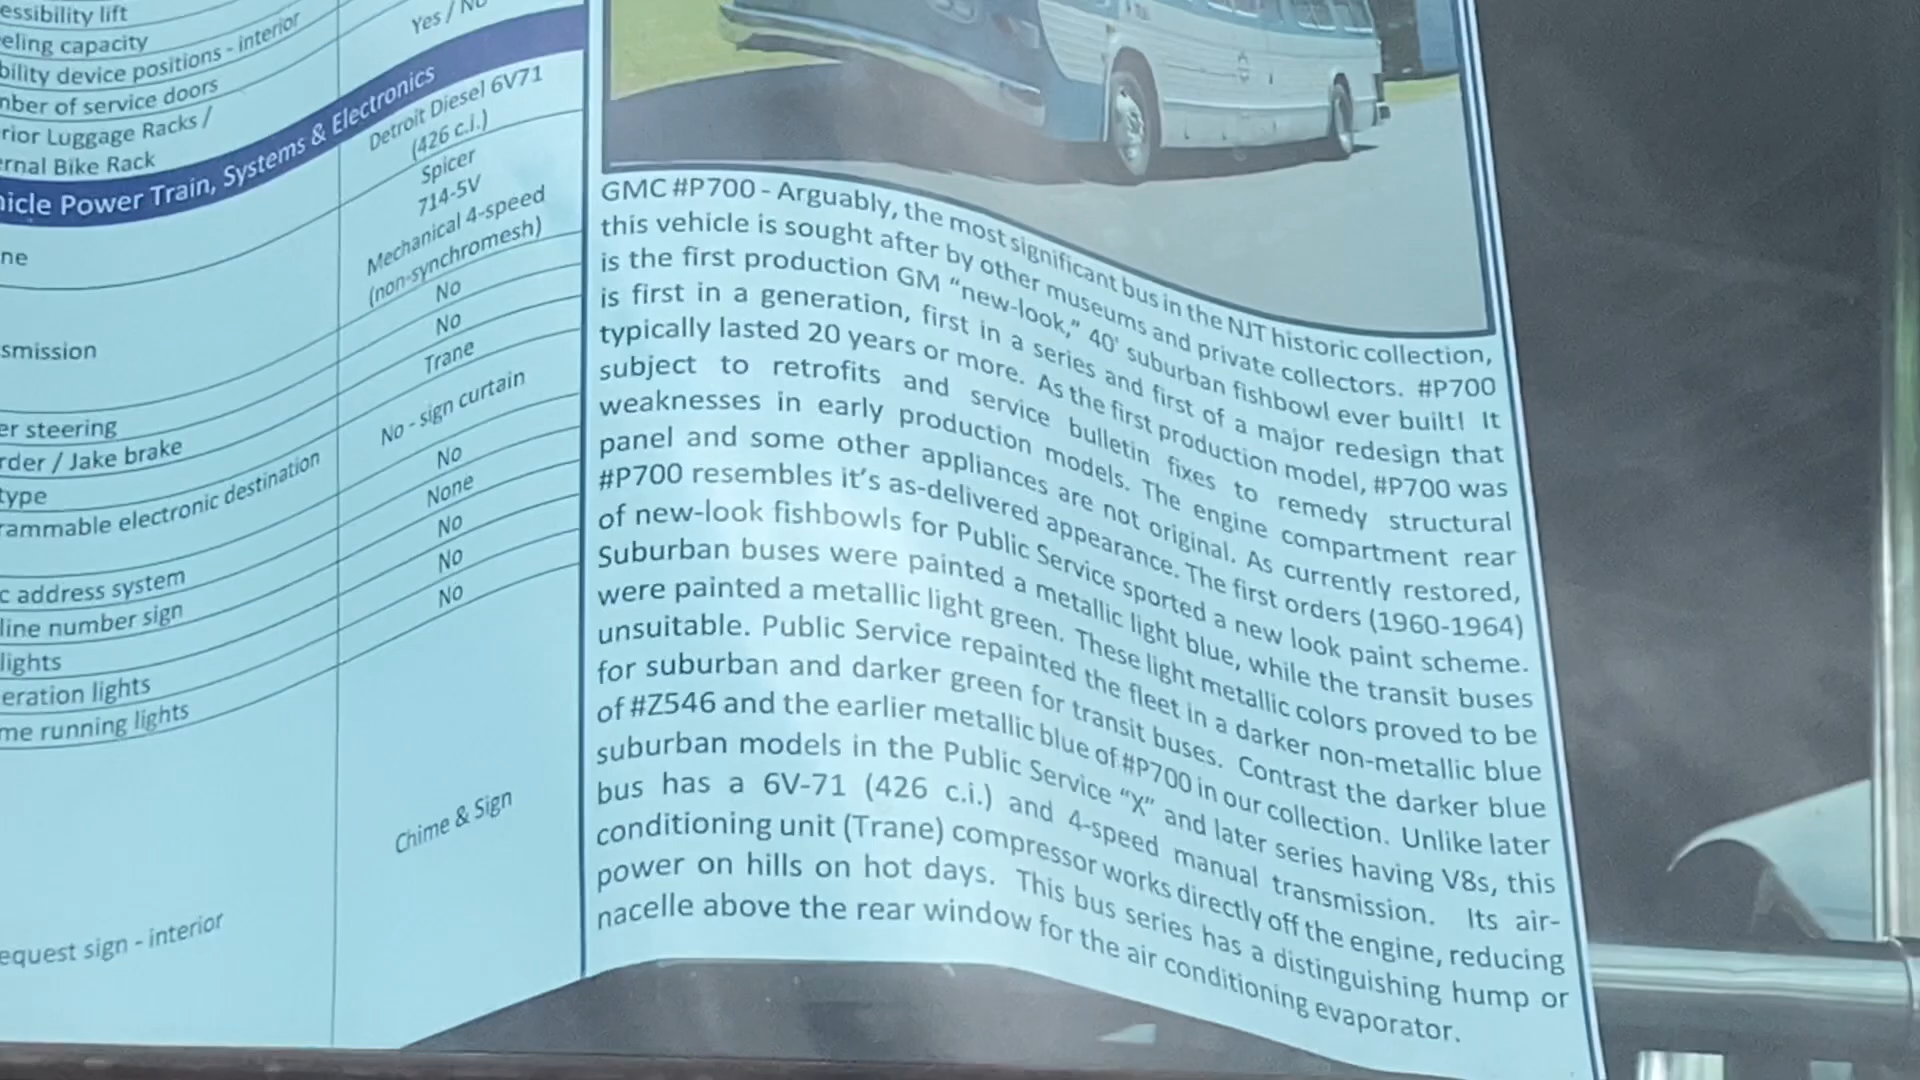 essibility lift
Yes / No
eling capacity
bility device positions - interior
nber of service doors
rior Luggage Racks /
ernal Bike Rack
nicle Power Train, Systems & Electronics
ne
Detroit Diesel 6V71
(426 c.i.)
smission
Spicer
714-5V
Mechanical 4-speed
(non-synchromesh)
er steering
No
rder / Jake brake
No
type
Trane
rammable electronic destination
No - sign curtain
c address system
No
line number sign
None
lights
No
eration lights
No
me running lights
No
equest sign - interior
Chime & Sign
GMC #P700 - Arguably, the most significant bus in the NJT historic collection,
this vehicle is sought after by other museums and private collectors. #P700
is the first production GM "new-look," 40' suburban fishbowl ever built! It
is first in a generation, first in a series and first of a major redesign that
typically lasted 20 years or more. As the first production model, #P700 was
subject to retrofits and service bulletin fixes to remedy structural
weaknesses in early production models. The engine compartment rear
panel and some other appliances are not original. As currently restored,
#P700 resembles it's as-delivered appearance. The first orders (1960-1964)
of new-look fishbowls for Public Service sported a new look paint scheme.
Suburban buses were painted a metallic light blue, while the transit buses
were painted a metallic light green. These light metallic colors proved to be
unsuitable. Public Service repainted the fleet in a darker non-metallic blue
for suburban and darker green for transit buses. Contrast the darker blue
of #Z546 and the earlier metallic blue of #P700 in our collection. Unlike later
suburban models in the Public Service "X" and later series having V8s, this
bus has a 6V-71 (426 c.i.) and 4-speed manual transmission. Its air-
conditioning unit (Trane) compressor works directly off the engine, reducing
power on hills on hot days. This bus series has a distinguishing hump or
nacelle above the rear window for the air conditioning evaporator.